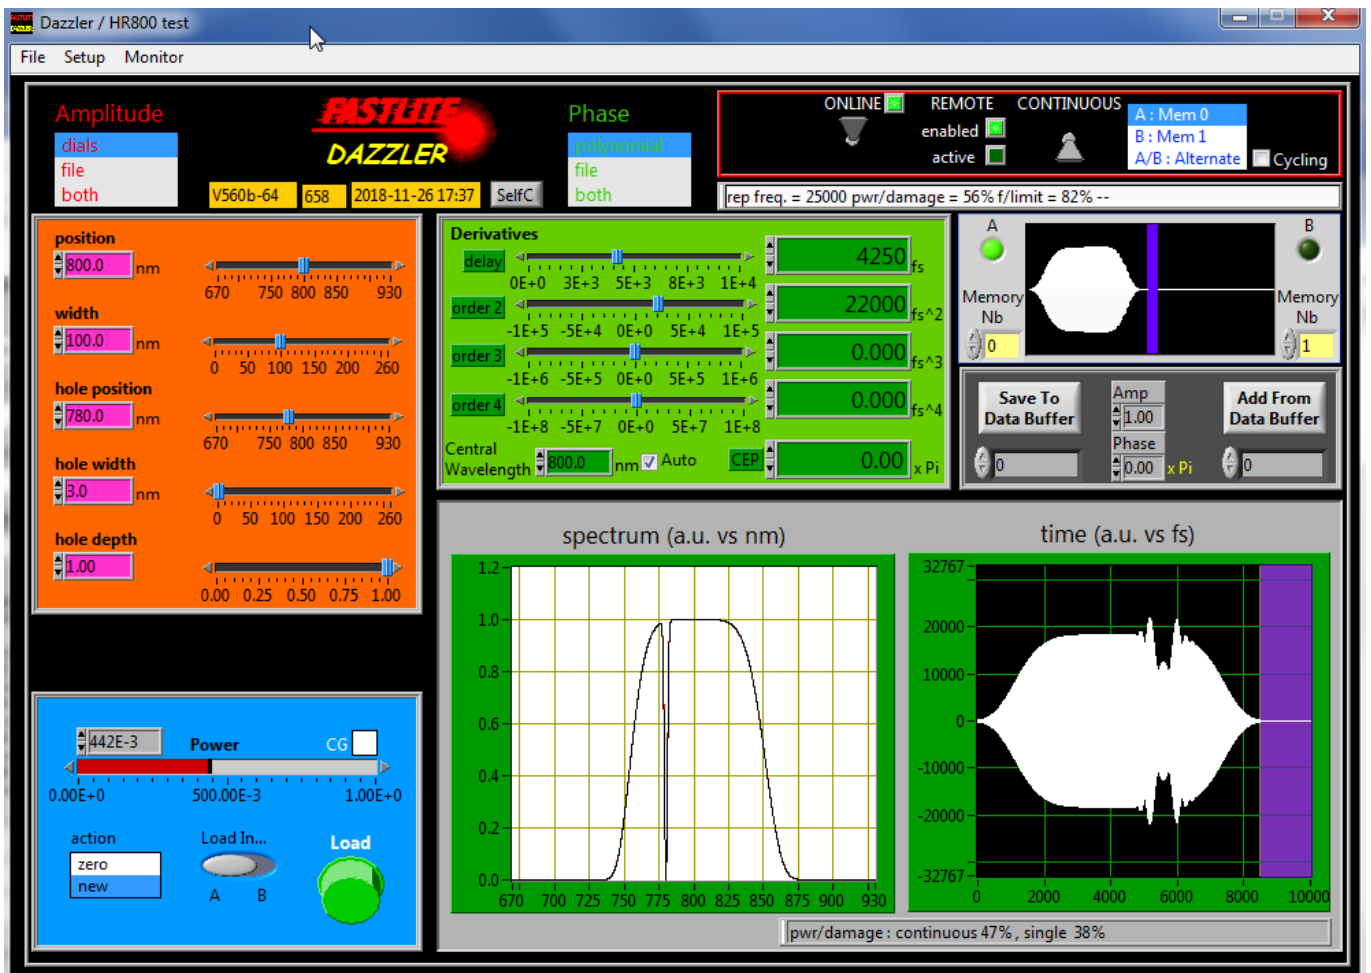 Dazzler / HR800 test
File Setup Monitor
Amplitude
dials
file
both
FASTLITE
DAZZLER
V560b-64 658 2018-11-26 17:37 SelfC
Phase
polynomial
file
both
ONLINE REMOTE CONTINUOUS
enabled
active
A : Mem 0
B : Mem 1
A/B : Alternate
Cycling
rep freq. = 25000 pwr/damage = 56% f/limit = 82% --
position
800.0 nm
670 750 800 850 930
width
100.0 nm
0 50 100 150 200 260
hole position
780.0 nm
670 750 800 850 930
hole width
3.0 nm
0 50 100 150 200 260
hole depth
1.00
0.00 0.25 0.50 0.75 1.00
Derivatives
delay 4250 fs
0E+0 3E+3 5E+3 8E+3 1E+4
order 2 22000 fs^2
-1E+5 -5E+4 0E+0 5E+4 1E+5
order 3 0.000 fs^3
-1E+6 -5E+5 0E+0 5E+5 1E+6
order 4 0.000 fs^4
-1E+8 -5E+7 0E+0 5E+7 1E+8
Central
Wavelength 800.0 nm Auto CEP 0.00 x Pi
A B
Memory Memory
Nb Nb
0 1
Save To
Data Buffer
0
Amp
1.00
Phase
0.00 x Pi
Add From
Data Buffer
0
442E-3 Power CG
0.00E+0 500.00E-3 1.00E+0
action
zero
new
Load In...
A B
Load
spectrum (a.u. vs nm)
1.2
1.0
0.8
0.6
0.4
0.2
0.0
670 700 725 750 775 800 825 850 875 900 930
time (a.u. vs fs)
32767
20000
10000
0
-10000
-20000
-32767
0 2000 4000 6000 8000 10000
pwr/damage : continuous 47% , single 38%